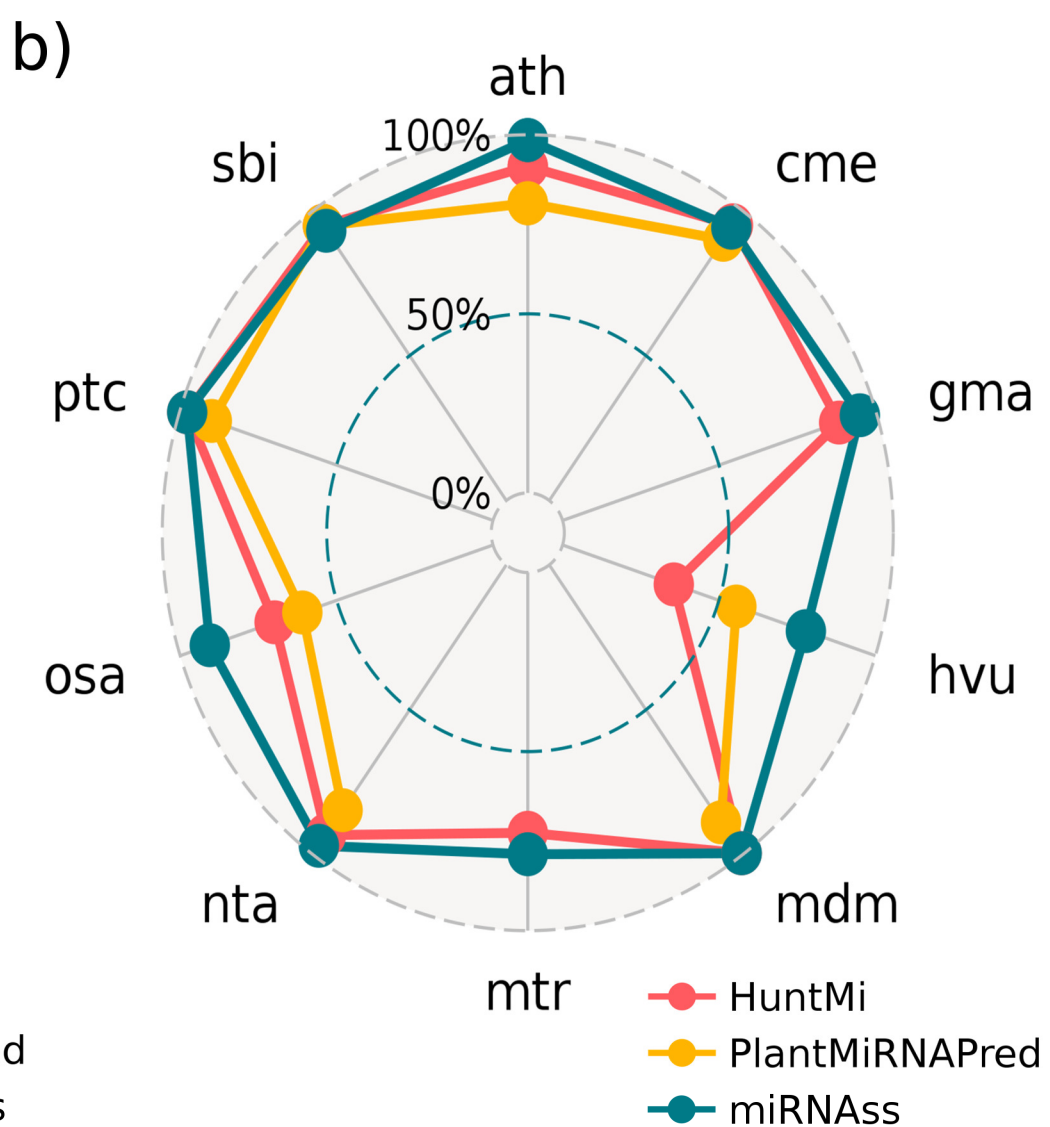 b)
ath
100%
sbi
cme
50%
ptc
gma
0%
osa
hvu
nta
mdm
mtr
HuntMi
d
PlantMiRNAPred
s
miRNAss